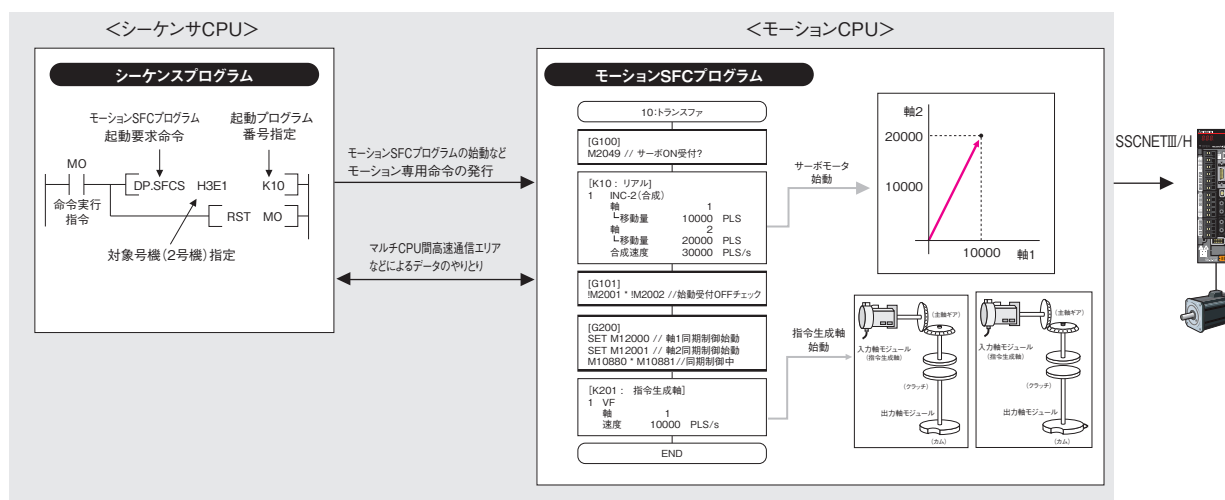 ＜シーケンサCPU＞
シーケンスプログラム
モーションSFCプログラム
起動要求命令
起動プログラム
番号指定
MO
DP.SFCS H3E1 K10
命令実行
指令
RST MO
対象号機(2号機)指定
モーションSFCプログラムの始動など
モーション専用命令の発行
マルチCPU間高速通信エリア
などによるデータのやりとり
＜モーションCPU＞
モーションSFCプログラム
10:トランスファ
[G100]
M2049 // サーボON受付?
[K10 : リアル]
1 INC-2(合成)
軸 1
└移動量 10000 PLS
軸 2
└移動量 20000 PLS
合成速度 30000 PLS/s
[G101]
!M2001 * !M2002 //始動受付OFFチェック
[G200]
SET M12000 // 軸1同期制御始動
SET M12001 // 軸2同期制御始動
M10880 * M10881//同期制御中
[K201 : 指令生成軸]
1 VF
軸 1
速度 10000 PLS/s
END
サーボモータ
始動
軸2
20000
10000
10000 軸1
指令生成軸
始動
(主軸ギア)
入力軸モジュール
(指令生成軸)
(クラッチ)
出力軸モジュール
(カム)
(主軸ギア)
入力軸モジュール
(指令生成軸)
(クラッチ)
出力軸モジュール
(カム)
SSCNETⅢ/H